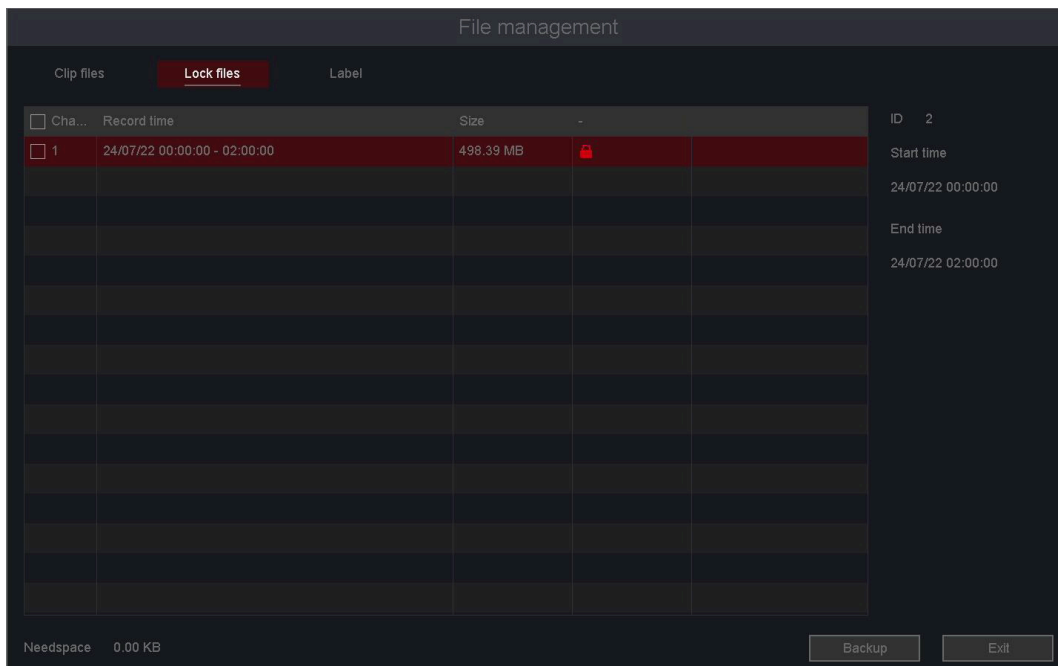 File management
Clip files Lock files Label
Cha... Record time Size -
1 24/07/22 00:00:00 - 02:00:00 498.39 MB
ID 2
Start time
24/07/22 00:00:00
End time
24/07/22 02:00:00
Needspace 0.00 KB
Backup Exit